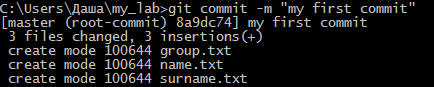 C:\Users\Даша\my_lab>git commit -m "my first commit"
[master (root-commit) 8a9dc74] my first commit
 3 files changed, 3 insertions(+)
 create mode 100644 group.txt
 create mode 100644 name.txt
 create mode 100644 surname.txt